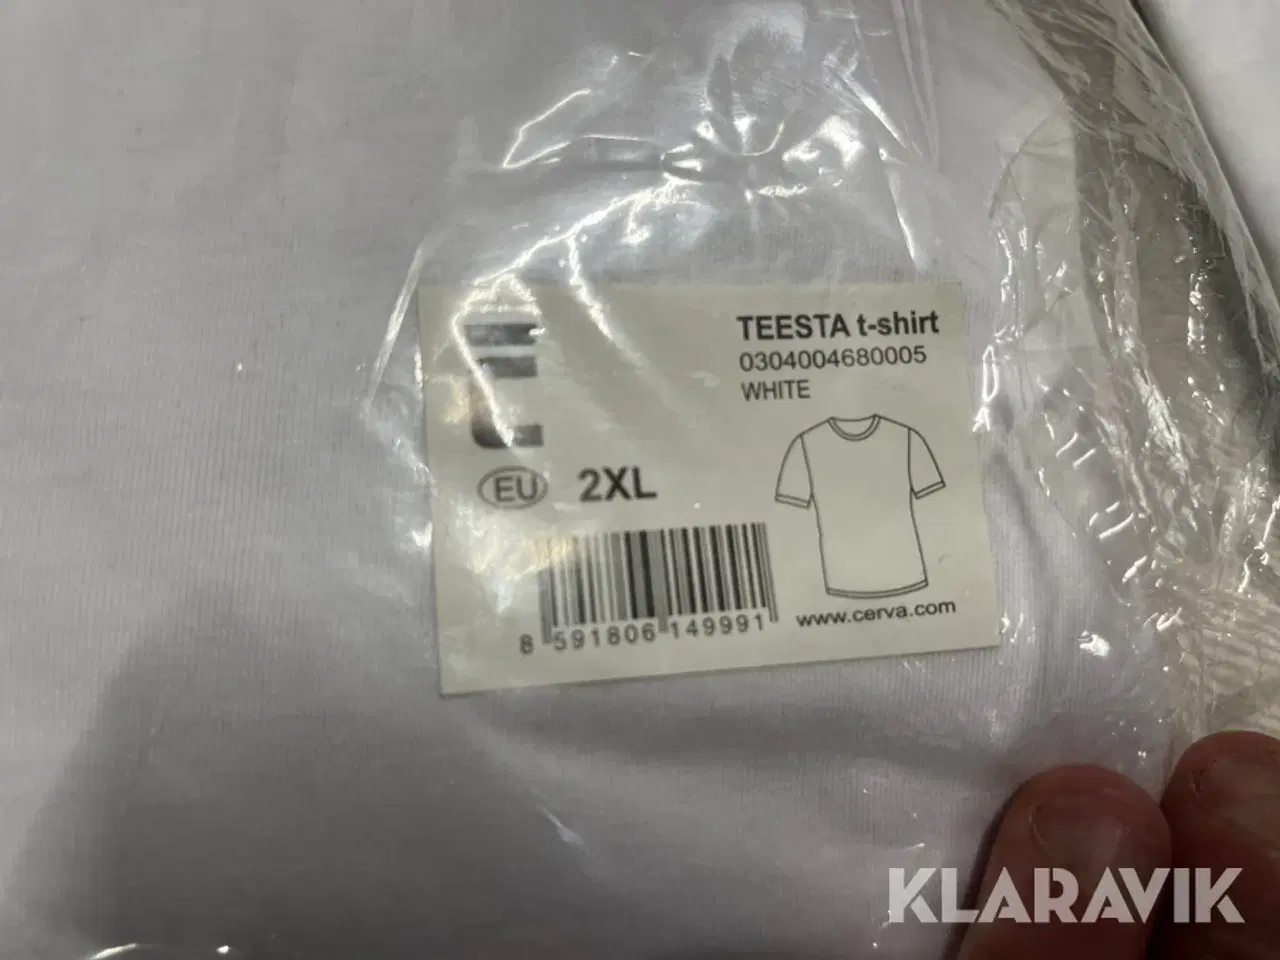 TEESTA t-shirt
0304004680005
WHITE
EU 2XL
8 591806 149991
www.cerva.com
KLARAVIK